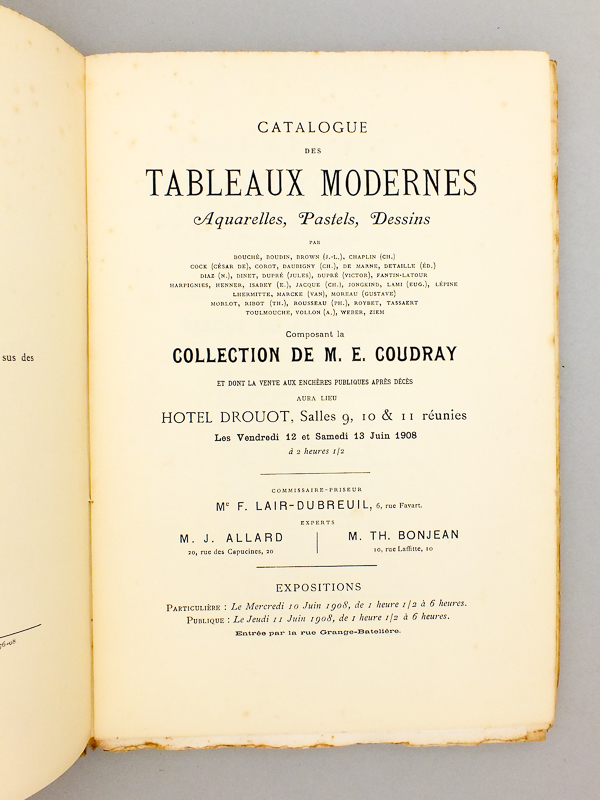 sus des
76-08
CATALOGUE
DES
TABLEAUX MODERNES
Aquarelles, Pastels, Dessins
PAR
BOUCHÉ, BOUDIN, BROWN (J.-L.), CHAPLIN (CH.)
COCK (CÉSAR DE), COROT, DAUBIGNY (CH.), DE MARNE, DETAILLE (ÉD.)
DIAZ (N.), DINET, DUPRÉ (JULES), DUPRÉ (VICTOR), FANTIN-LATOUR
HARPIGNIES, HENNER, ISABEY (E.), JACQUE (CH.), JONGKIND, LAMI (EUG.), LÉPINE
LHERMITTE, MARCKE (VAN), MOREAU (GUSTAVE)
MORLOT, RIBOT (TH.), ROUSSEAU (PH.), ROYBET, TASSAERT
TOULMOUCHE, VOLLON (A.), WEBER, ZIEM
Composant la
COLLECTION DE M. E. COUDRAY
ET DONT LA VENTE AUX ENCHÈRES PUBLIQUES APRÈS DÉCÈS
AURA LIEU
HOTEL DROUOT, Salles 9, 10 & 11 réunies
Les Vendredi 12 et Samedi 13 Juin 1908
à 2 heures 1/2
COMMISSAIRE-PRISEUR
Me F. LAIR-DUBREUIL, 6, rue Favart.
EXPERTS
M. J. ALLARD
20, rue des Capucines, 20
M. TH. BONJEAN
10, rue Laffitte, 10
EXPOSITIONS
PARTICULIÈRE : Le Mercredi 10 Juin 1908, de 1 heure 1/2 à 6 heures.
PUBLIQUE : Le Jeudi 11 Juin 1908, de 1 heure 1/2 à 6 heures.
Entrée par la rue Grange-Batelière.